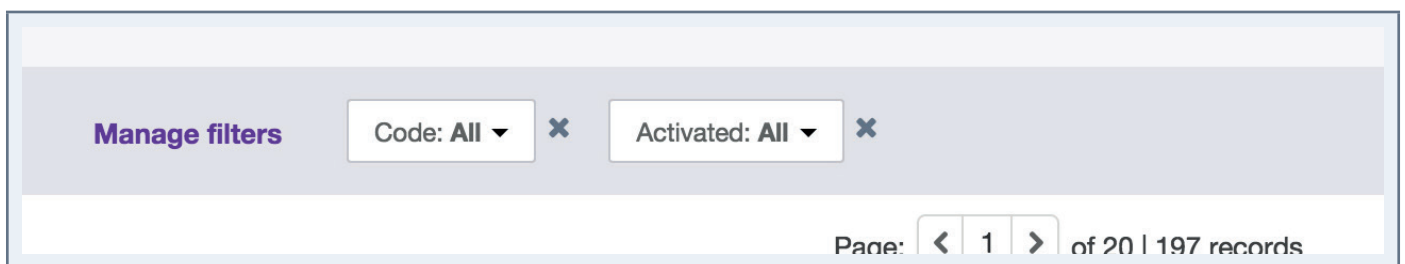 Manage filters Code: All Activated: All
Page: 1 of 20 | 197 records